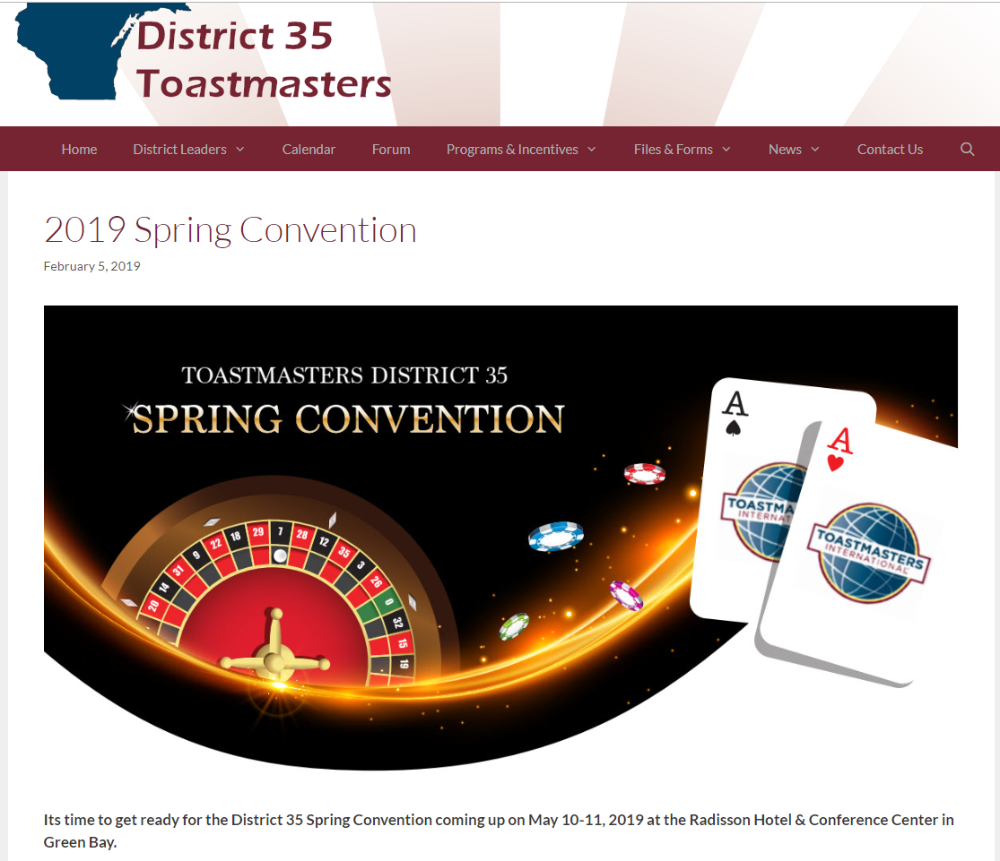 District 35
Toastmasters
Home District Leaders Calendar Forum Programs & Incentives Files & Forms News Contact Us
2019 Spring Convention
February 5, 2019
TOASTMASTERS DISTRICT 35
SPRING CONVENTION
A
A
TOASTMA
INTERNAT
TOASTMASTERS
INTERNATIONAL
20 14 31 9 22 18 29 7 28 12 35 3 26 0 32 15 19
Its time to get ready for the District 35 Spring Convention coming up on May 10-11, 2019 at the Radisson Hotel & Conference Center in
Green Bay.